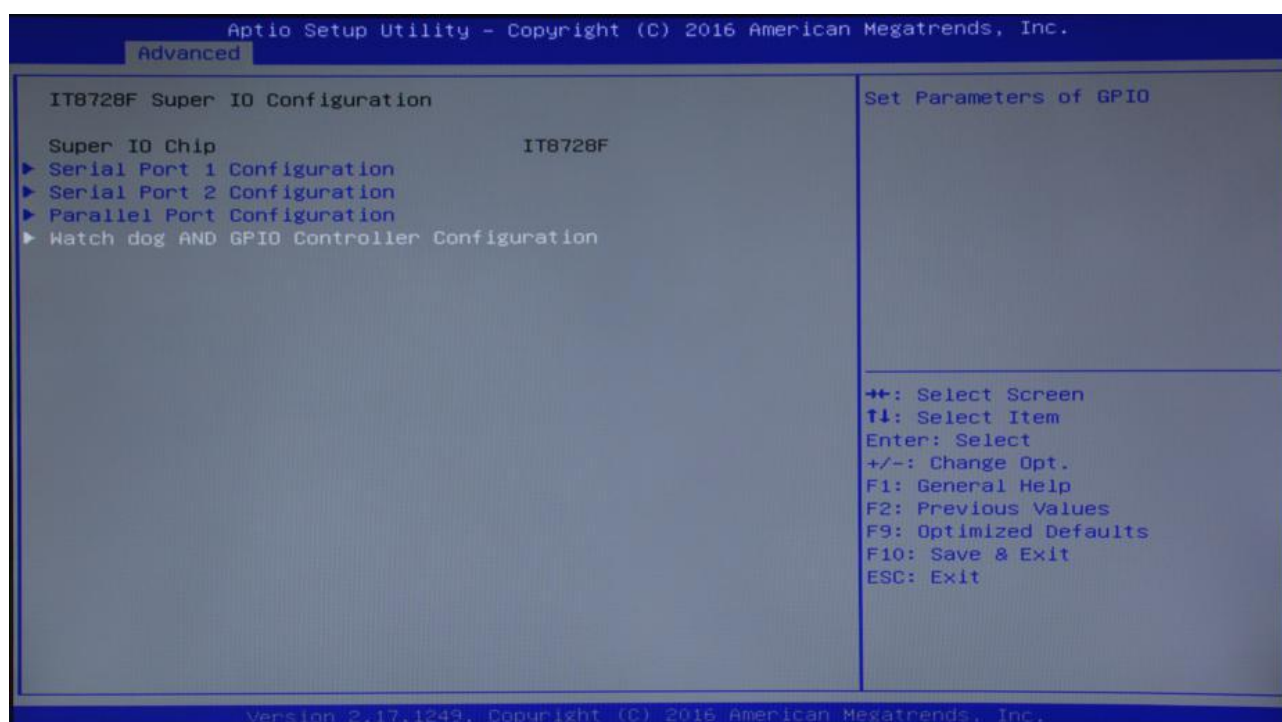 Aptio Setup Utility - Copyright (C) 2016 American Megatrends, Inc.
Advanced
IT8728F Super IO Configuration
Super IO Chip IT8728F
► Serial Port 1 Configuration
► Serial Port 2 Configuration
► Parallel Port Configuration
► Watch dog AND GPIO Controller Configuration
Set Parameters of GPIO
→←: Select Screen
↑↓: Select Item
Enter: Select
+/-: Change Opt.
F1: General Help
F2: Previous Values
F9: Optimized Defaults
F10: Save & Exit
ESC: Exit
Version 2.17.1249. Copyright (C) 2016 American Megatrends, Inc.